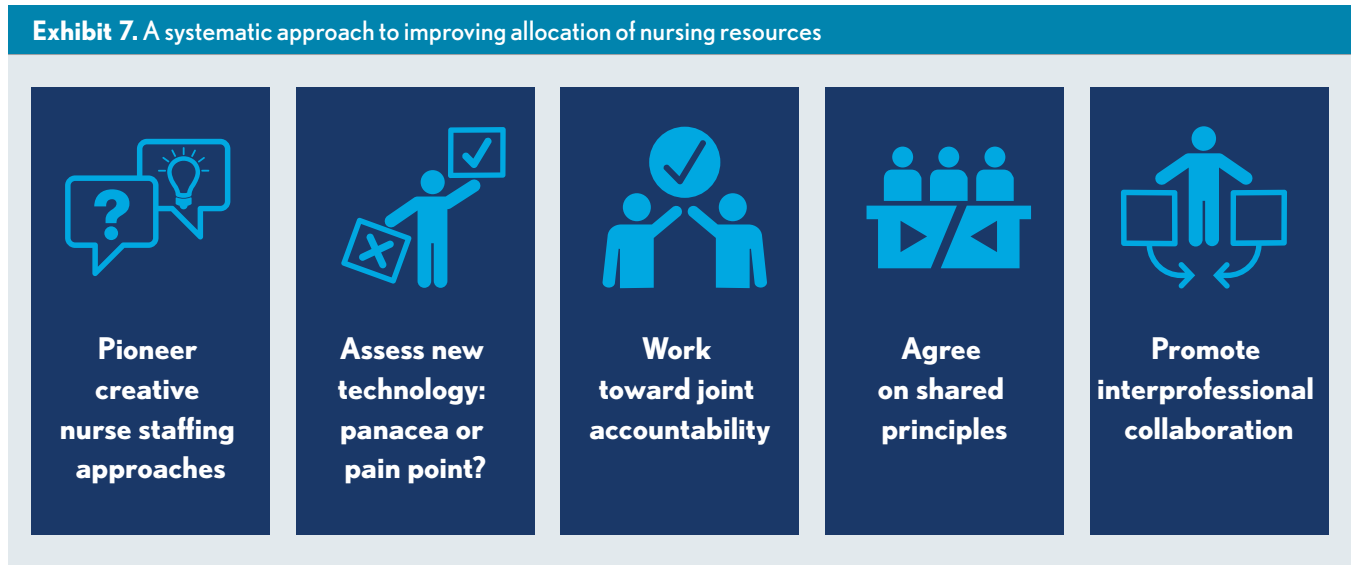 Exhibit 7. A systematic approach to improving allocation of nursing resources
?
Pioneer
creative
nurse staffing
approaches
Assess new
technology:
panacea or
pain point?
Work
toward joint
accountability
Agree
on shared
principles
Promote
interprofessional
collaboration